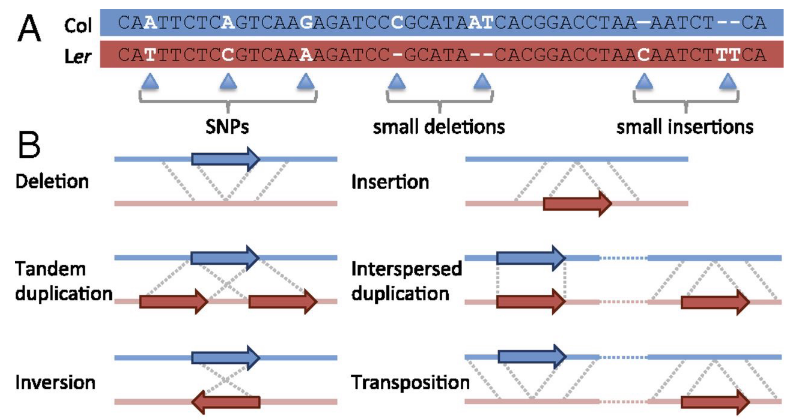 A
Col CAATTCTCAGTCAAGAGATCCCGCATAATCACGGACCTAA–AATCT--CA
Ler CATTTCTCCGTCAAAAGATCC-GCATA--CACGGACCTAACAATCTTTCA
SNPs small deletions small insertions
B
Deletion Insertion
Tandem Interspersed
duplication duplication
Inversion Transposition